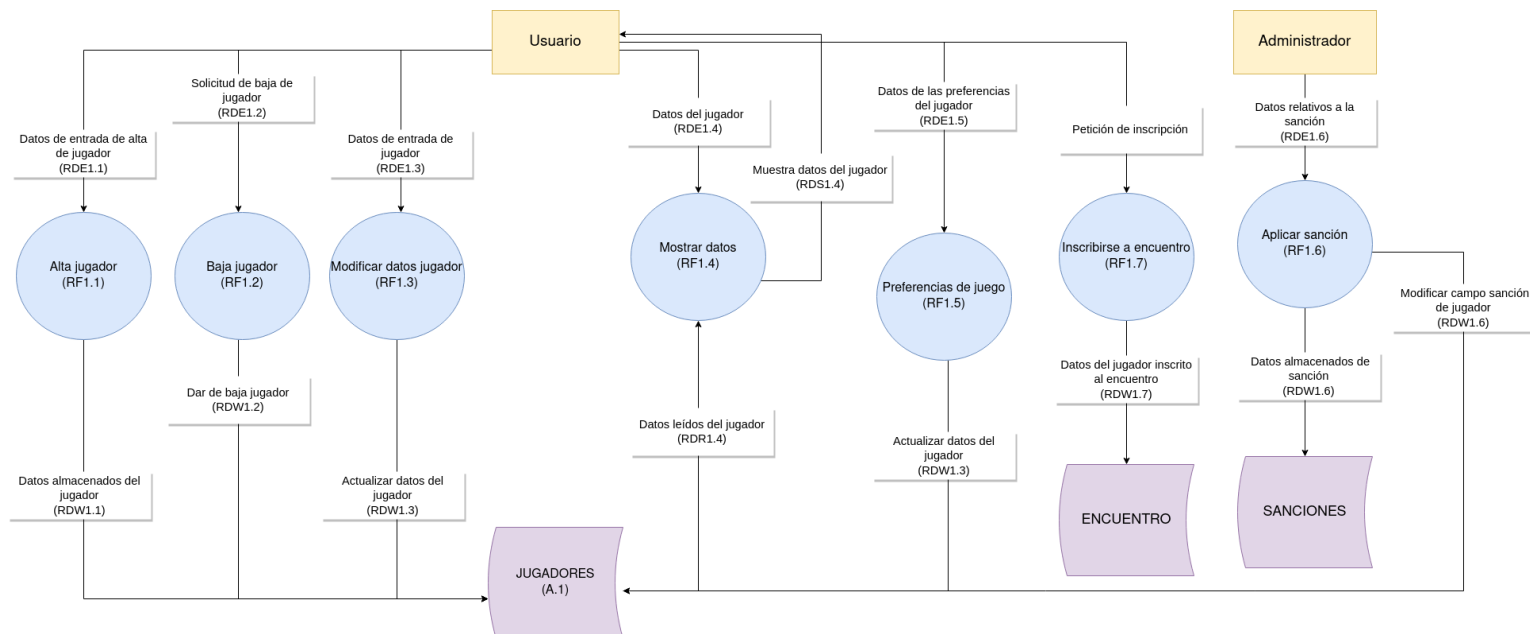 Usuario
Administrador
Solicitud de baja de
jugador
(RDE1.2)
Datos de entrada de alta
de jugador
(RDE1.1)
Datos de entrada de
jugador
(RDE1.3)
Datos del jugador
(RDE1.4)
Muestra datos del jugador
(RDS1.4)
Datos de las preferencias
del jugador
(RDE1.5)
Petición de inscripción
Datos relativos a la
sanción
(RDE1.6)
Alta jugador
(RF1.1)
Baja jugador
(RF1.2)
Modificar datos jugador
(RF1.3)
Mostrar datos
(RF1.4)
Preferencias de juego
(RF1.5)
Inscribirse a encuentro
(RF1.7)
Aplicar sanción
(RF1.6)
Modificar campo sanción
de jugador
(RDW1.6)
Dar de baja jugador
(RDW1.2)
Datos leídos del jugador
(RDR1.4)
Datos del jugador inscrito
al encuentro
(RDW1.7)
Datos almacenados de
sanción
(RDW1.6)
Datos almacenados del
jugador
(RDW1.1)
Actualizar datos del
jugador
(RDW1.3)
Actualizar datos del
jugador
(RDW1.3)
JUGADORES
(A.1)
ENCUENTRO
SANCIONES